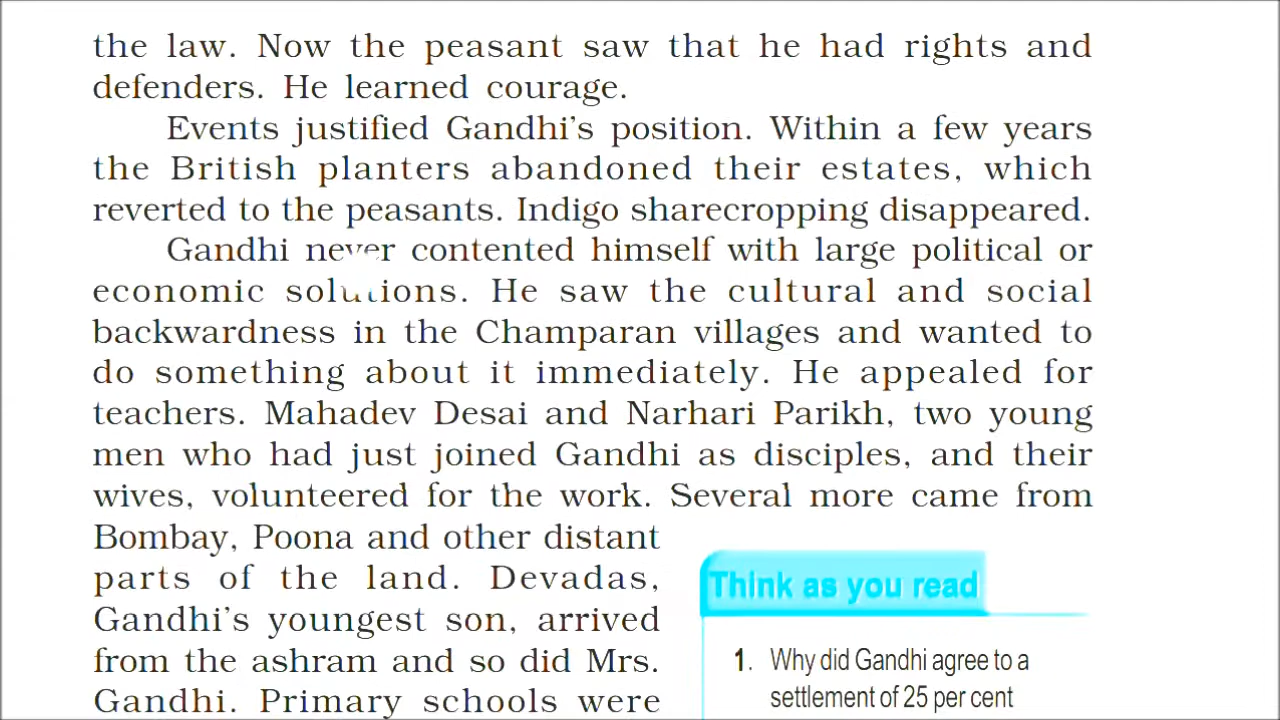 the law. Now the peasant saw that he had rights and
defenders. He learned courage.
Events justified Gandhi's position. Within a few years
the British planters abandoned their estates, which
reverted to the peasants. Indigo sharecropping disappeared.
Gandhi never contented himself with large political or
economic solutions. He saw the cultural and social
backwardness in the Champaran villages and wanted to
do something about it immediately. He appealed for
teachers. Mahadev Desai and Narhari Parikh, two young
men who had just joined Gandhi as disciples, and their
wives, volunteered for the work. Several more came from
Bombay, Poona and other distant
parts of the land. Devadas,
Gandhi's youngest son, arrived
from the ashram and so did Mrs.
Gandhi. Primary schools were
Think as you read
1. Why did Gandhi agree to a
settlement of 25 per cent